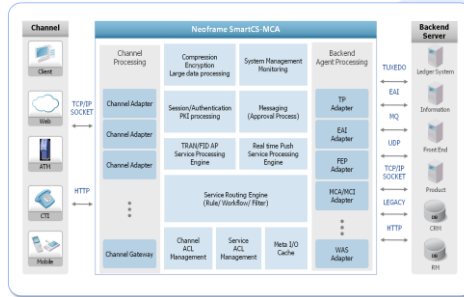 Channel
Neoframe SmartCS-MCA
Backend
Server
Client
Web
ATM
CTI
Mobile
TCP/IP
SOCKET
HTTP
Channel
Processing
Channel Adapter
Channel Adapter
Channel Adapter
Channel Gateway
Compression
Encryption
Large data processing
System Management
Monitoring
Session/Authentication
PKI processing
Messaging
(Approval Process)
TRAN/FID AP
Service Processing
Engine
Real time Push
Service Processing
Engine
Service Routing Engine
(Rule/ Workflow/ Filter)
Channel
ACL
Management
Service
ACL
Management
Meta I/O
Cache
Backend
Agent Processing
TP
Adapter
EAI
Adapter
FEP
Adapter
MCA/MCI
Adapter
WAS
Adapter
TUXEDO
EAI
MQ
UDP
TCP/IP
SOCKET
LEGACY
HTTP
Ledger System
Information
Front End
Product
DB
CRM
DB
RM